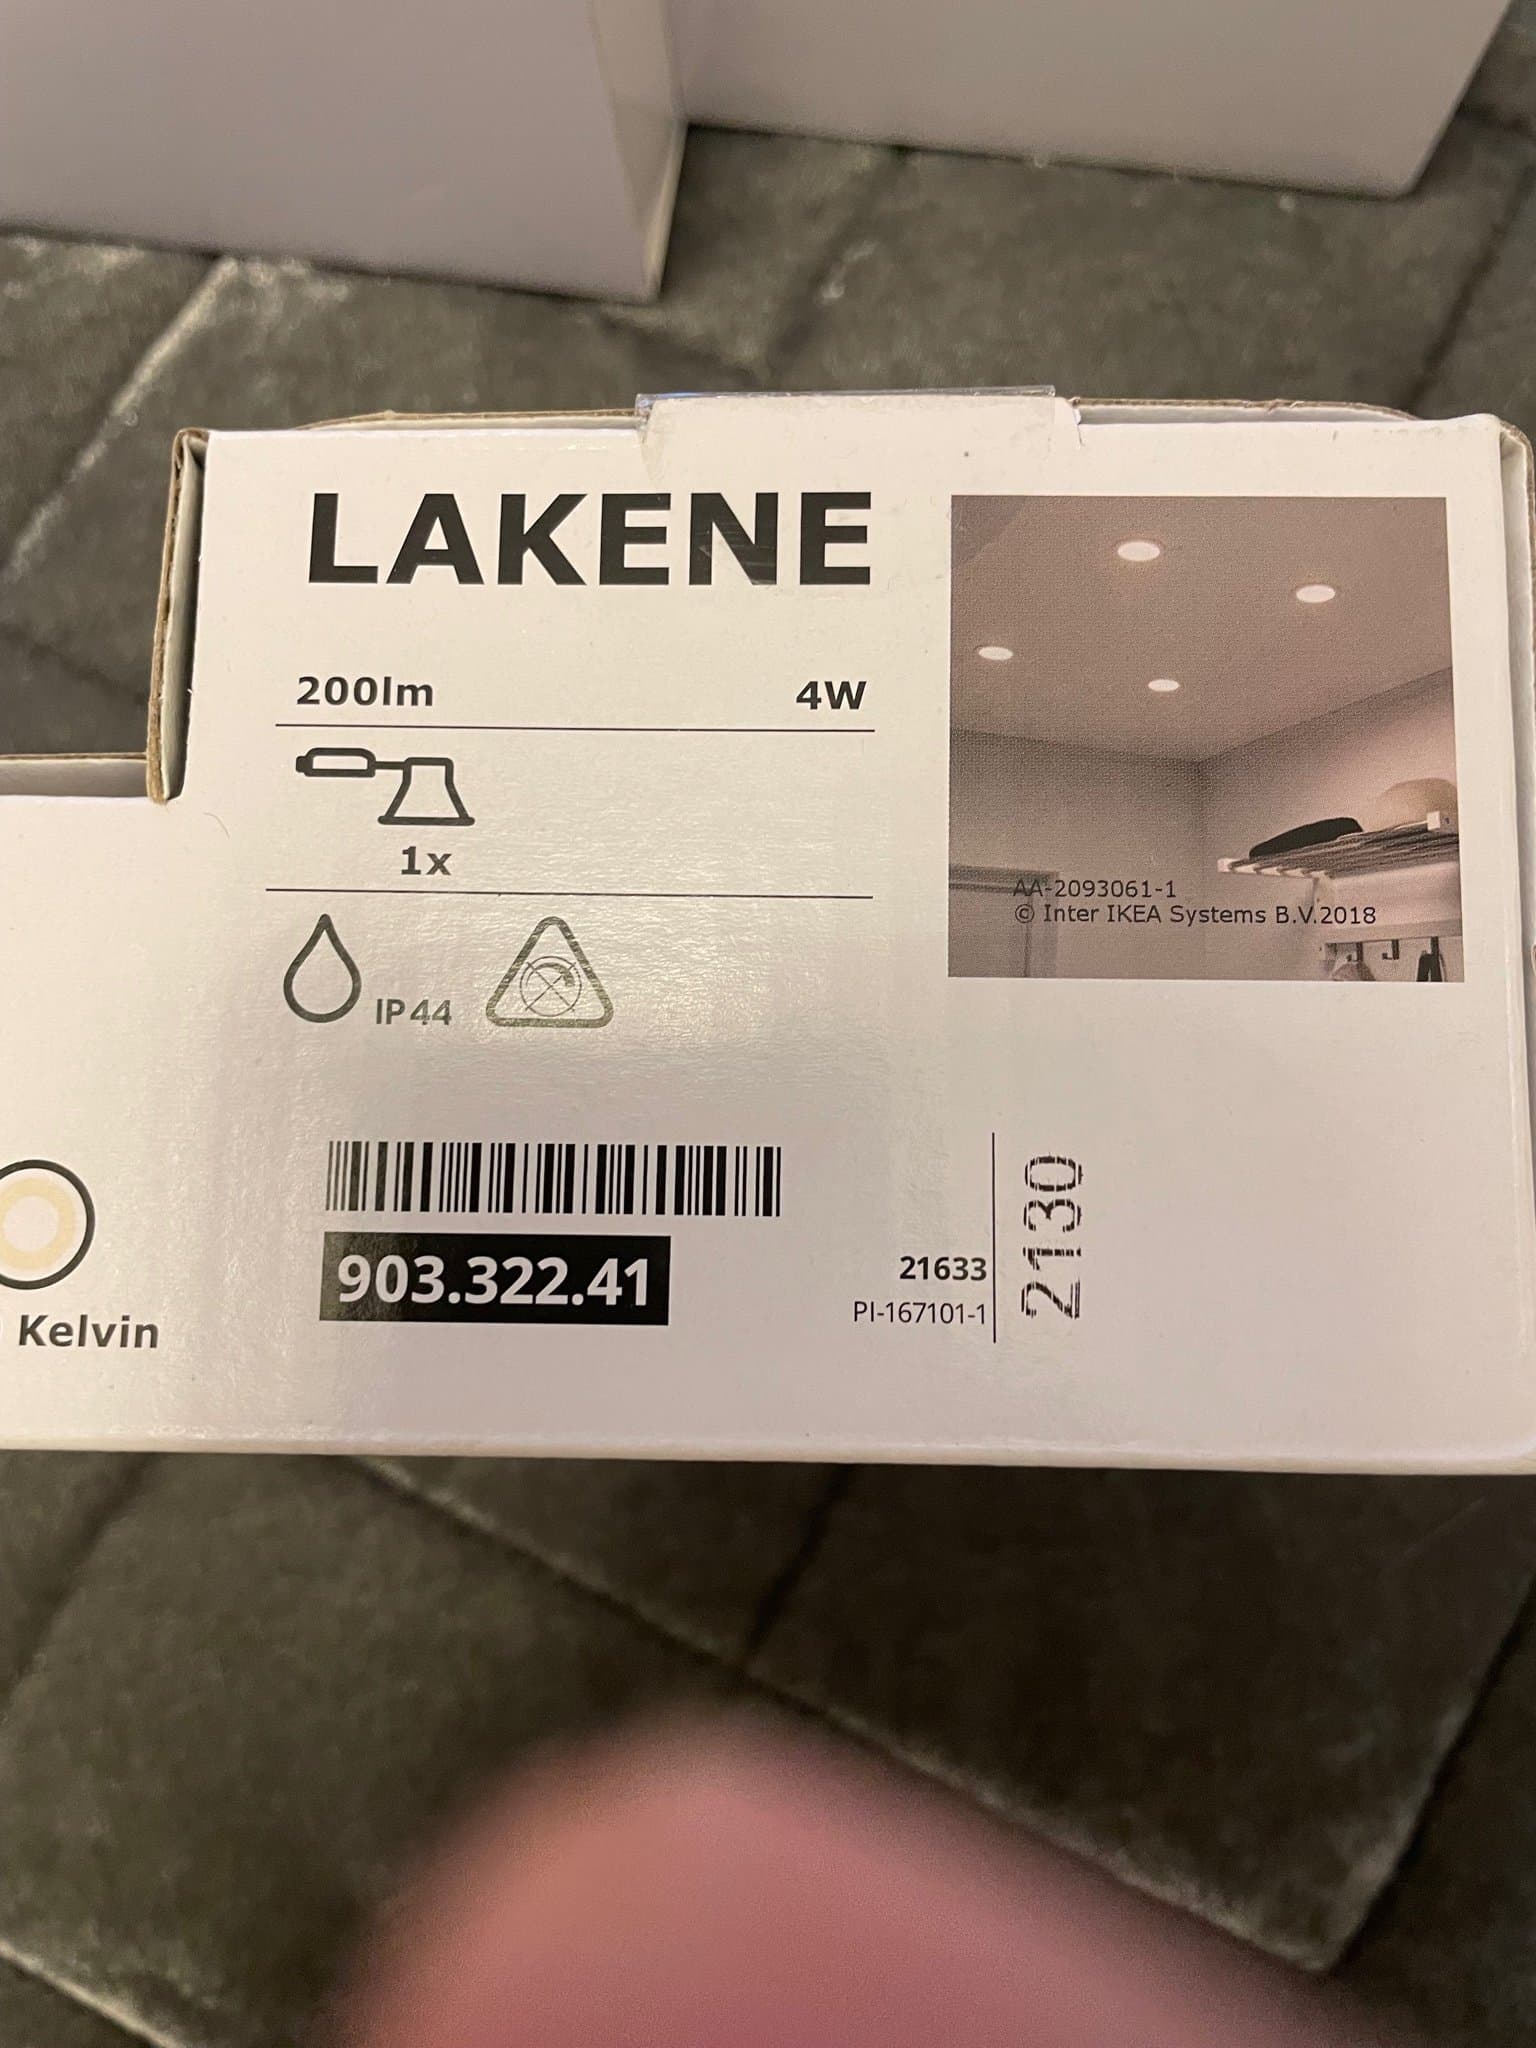 LAKENE
200lm 4W
1x
IP44
AA-2093061-1
© Inter IKEA Systems B.V.2018
Kelvin
903.322.41
21633
PI-167101-1
2130